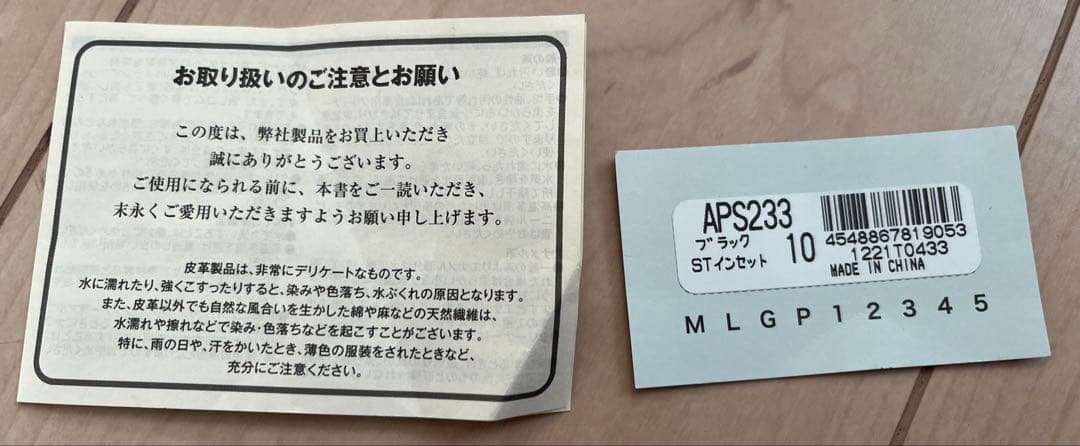 お取り扱いのご注意とお願い
この度は、弊社製品をお買上いただき
誠にありがとうございます。
ご使用になられる前に、本書をご一読いただき、
末永くご愛用いただきますようお願い申し上げます。
皮革製品は、非常にデリケートなものです。
水に濡れたり、強くこすったりすると、染みや色落ち、水ぶくれの原因となります。
また、皮革以外でも自然な風合いを生かした綿や麻などの天然繊維は、
水濡れや擦れなどで染み・色落ちなどを起こすことがございます。
特に、雨の日や、汗をかいたとき、薄色の服装をされたときなど、
充分にご注意ください。
APS233
ブラック
STインセット 10
4548867819053
1221T0433
MADE IN CHINA
M L G P 1 2 3 4 5